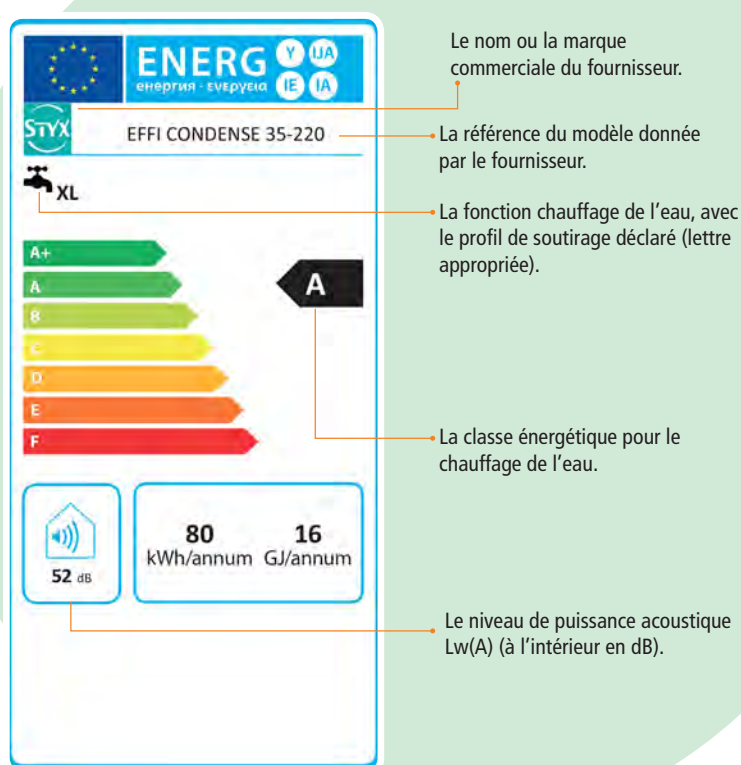 ENERG Y IJA
енергия · ενεργεια IE IA
STYX
EFFI CONDENSE 35-220
XL
A+
A
B
C
D
E
F
A
80 16
kWh/annum GJ/annum
52 dB
Le nom ou la marque
commerciale du fournisseur.
La référence du modèle donnée
par le fournisseur.
La fonction chauffage de l'eau, avec
le profil de soutirage déclaré (lettre
appropriée).
La classe énergétique pour le
chauffage de l'eau.
Le niveau de puissance acoustique
Lw(A) (à l'intérieur en dB).